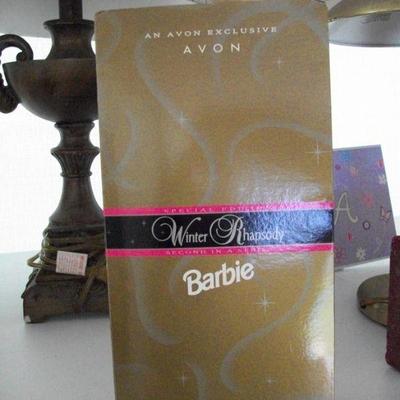 AN AVON EXCLUSIVE
AVON
SPECIAL EDITION
Winter Rhapsody
SECOND IN A SERIES
Barbie
A